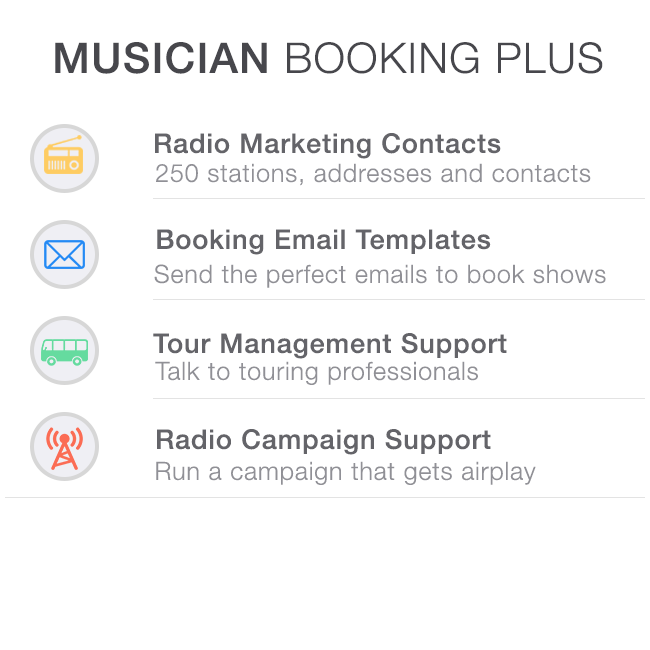 MUSICIAN BOOKING PLUS
Radio Marketing Contacts
250 stations, addresses and contacts
Booking Email Templates
Send the perfect emails to book shows
Tour Management Support
Talk to touring professionals
Radio Campaign Support
Run a campaign that gets airplay